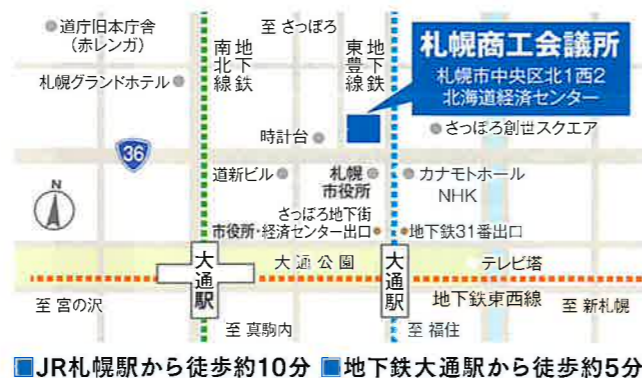 道庁旧本庁舎
(赤レンガ)
至 さっぽろ
札幌グランドホテル
地下鉄
南北線
地下鉄
東豊線
札幌商工会議所
札幌市中央区北1西2
北海道経済センター
36
時計台
さっぽろ創世スクエア
N
道新ビル
札幌
市役所
カナモトホール
NHK
さっぽろ地下街
市役所・経済センター出口
地下鉄31番出口
大通駅
大通公園
大通駅
テレビ塔
至 宮の沢
地下鉄東西線
至 新札幌
至 真駒内
至 福住
■JR札幌駅から徒歩約10分 ■地下鉄大通駅から徒歩約5分